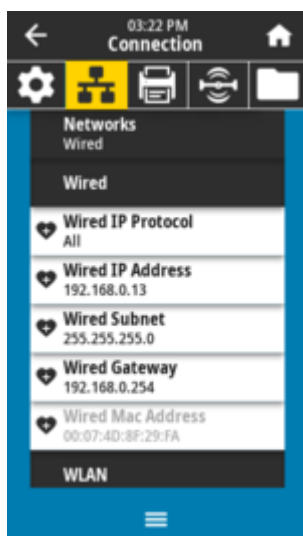 03:22 PM
Connection
Networks
Wired
Wired
Wired IP Protocol
All
Wired IP Address
192.168.0.13
Wired Subnet
255.255.255.0
Wired Gateway
192.168.0.254
Wired Mac Address
00:07:4D:8F:29:FA
WLAN